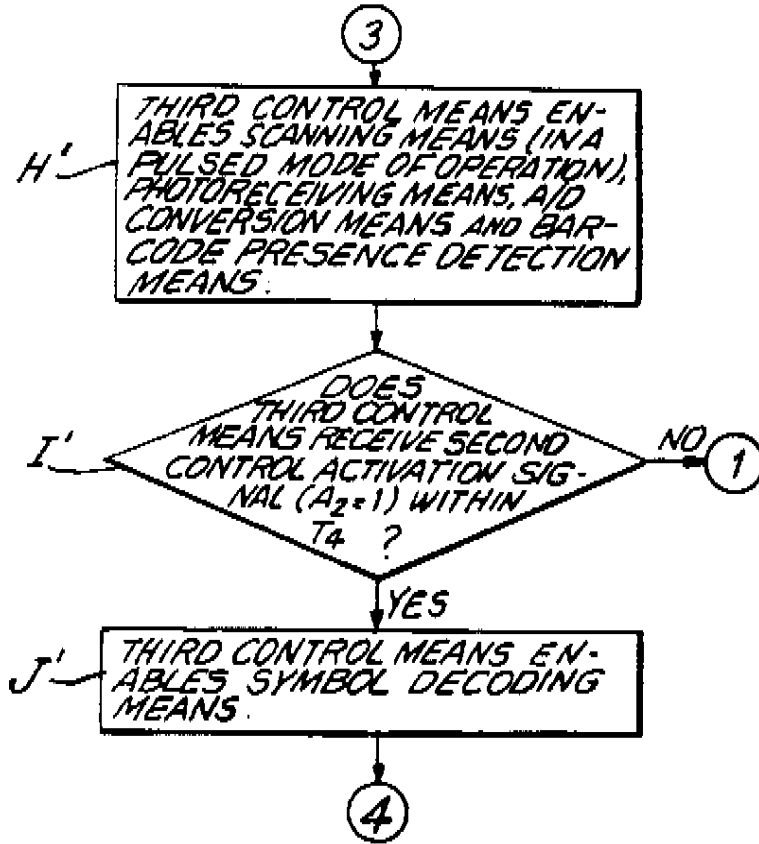 3
THIRD CONTROL MEANS EN-
ABLES SCANNING MEANS (IN A
PULSED MODE OF OPERATION),
PHOTORECEIVING MEANS, A/D
CONVERSION MEANS AND BAR-
CODE PRESENCE DETECTION
MEANS.
H'
DOES
THIRD CONTROL
MEANS RECEIVE SECOND
CONTROL ACTIVATION SIG-
NAL (A2=1) WITHIN
T4 ?
I'
NO
1
YES
THIRD CONTROL MEANS EN-
ABLES SYMBOL DECODING
MEANS.
J'
4